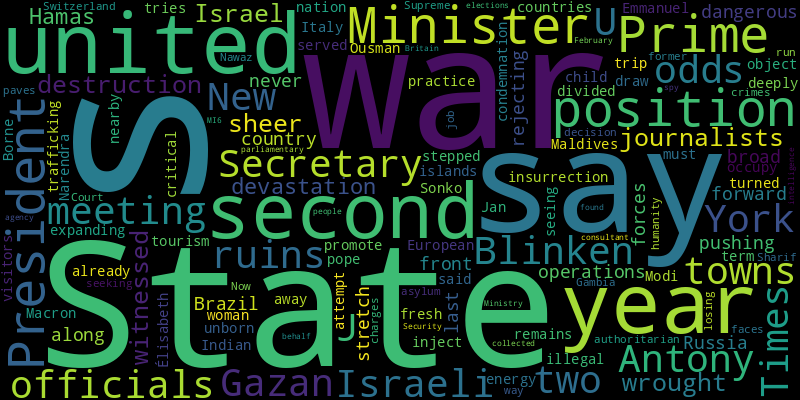 Switzerland
tries
Israel
nation
countries
Supreme
elections
Emmanuel
dangerous
Hamas
united
Minister
U
Prime
Italy
served
Ousman
Britain
February
former
run
trip
object
deeply
Nawaz
never
practice
condemnation
rejecting
child
draw
odds
divided
destruction
New
war
position
President
S
nearby
MI6
job
spy
crimes
paves
Borne
trafficking
Narendra
critical
sheer
country
parliamentary
stepped
islands
decision
Maldives
must
journalists
broad
occupy
intelligence
Secretary
say
insurrection
turned
Court
devastation
Sonko
Jan
forward
meeting
second
people
found
seeing
forces
humanity
York
expanding
consultant
visitors
witnessed
tourism
ruins
promote
European
Blinken
pushing
pope
front
said
operations
Gambia
term
Modi
Sharif
agency
already
seeking
State
Now
away
attempt
J
last
fresh
asylum
energy
towns
year
losing
faces
Macron
Brazil
woman
charges
stretch
Security
Ministry
inject
remains
authoritarian
Russia
along
Élisabeth
unborn
Indian
behalf
collected
illegal
way
Antony
Times
officials
Gazan
Israeli
two
wrought